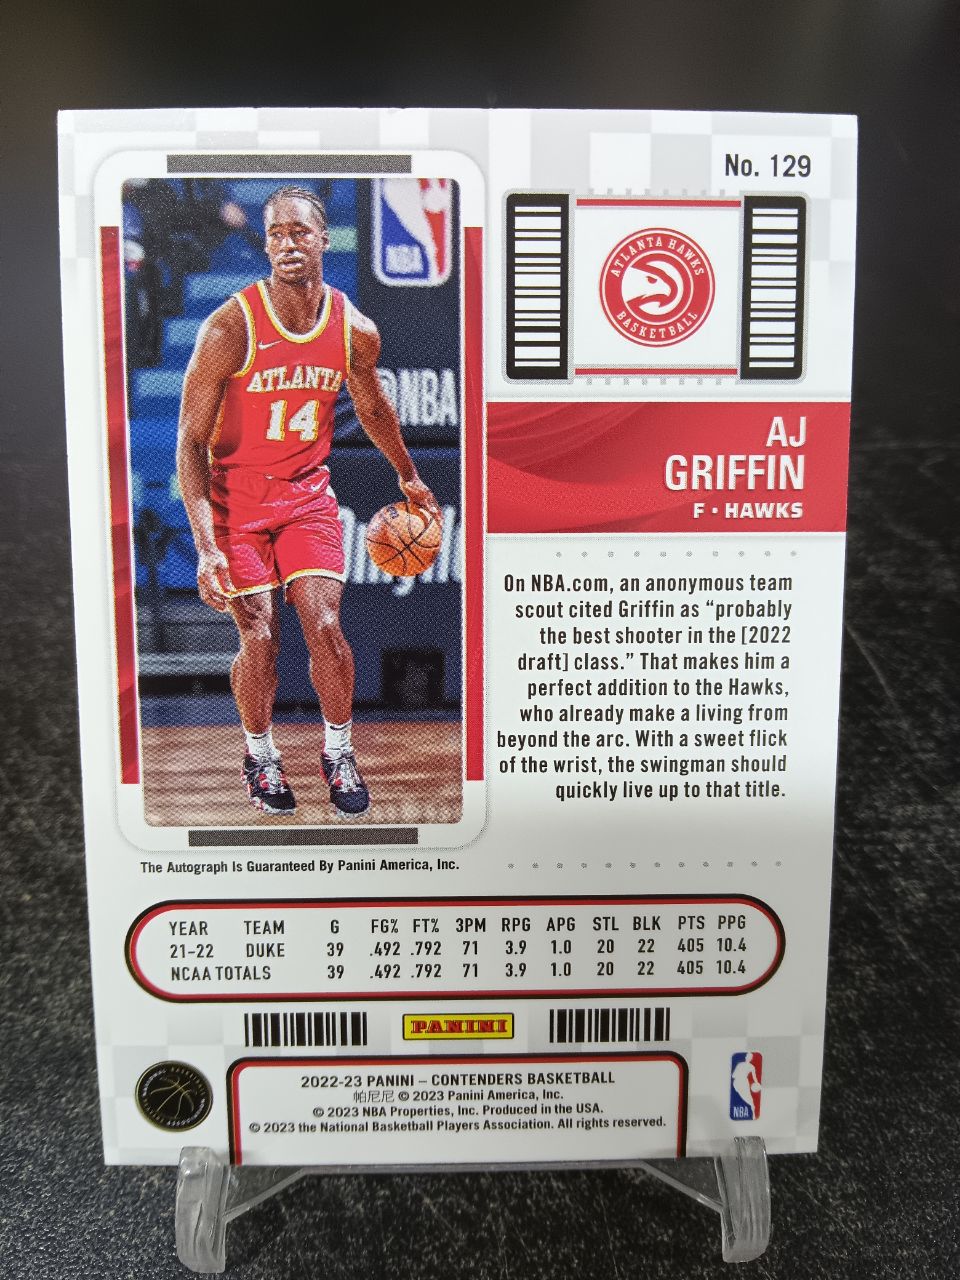 No. 129
ATLANTA HAWKS
BASKETBALL
NBA
@NBA
ATLANTA
14
AJ
GRIFFIN
F · HAWKS
On NBA.com, an anonymous team
scout cited Griffin as “probably
the best shooter in the [2022
draft] class.” That makes him a
perfect addition to the Hawks,
who already make a living from
beyond the arc. With a sweet flick
of the wrist, the swingman should
quickly live up to that title.
The Autograph Is Guaranteed By Panini America, Inc.
YEAR TEAM G FG% FT% 3PM RPG APG STL BLK PTS PPG
21-22 DUKE 39 .492 .792 71 3.9 1.0 20 22 405 10.4
NCAA TOTALS 39 .492 .792 71 3.9 1.0 20 22 405 10.4
PANINI
2022-23 PANINI – CONTENDERS BASKETBALL
帕尼尼 © 2023 Panini America, Inc.
© 2023 NBA Properties, Inc. Produced in the USA.
© 2023 the National Basketball Players Association. All rights reserved.
NBA